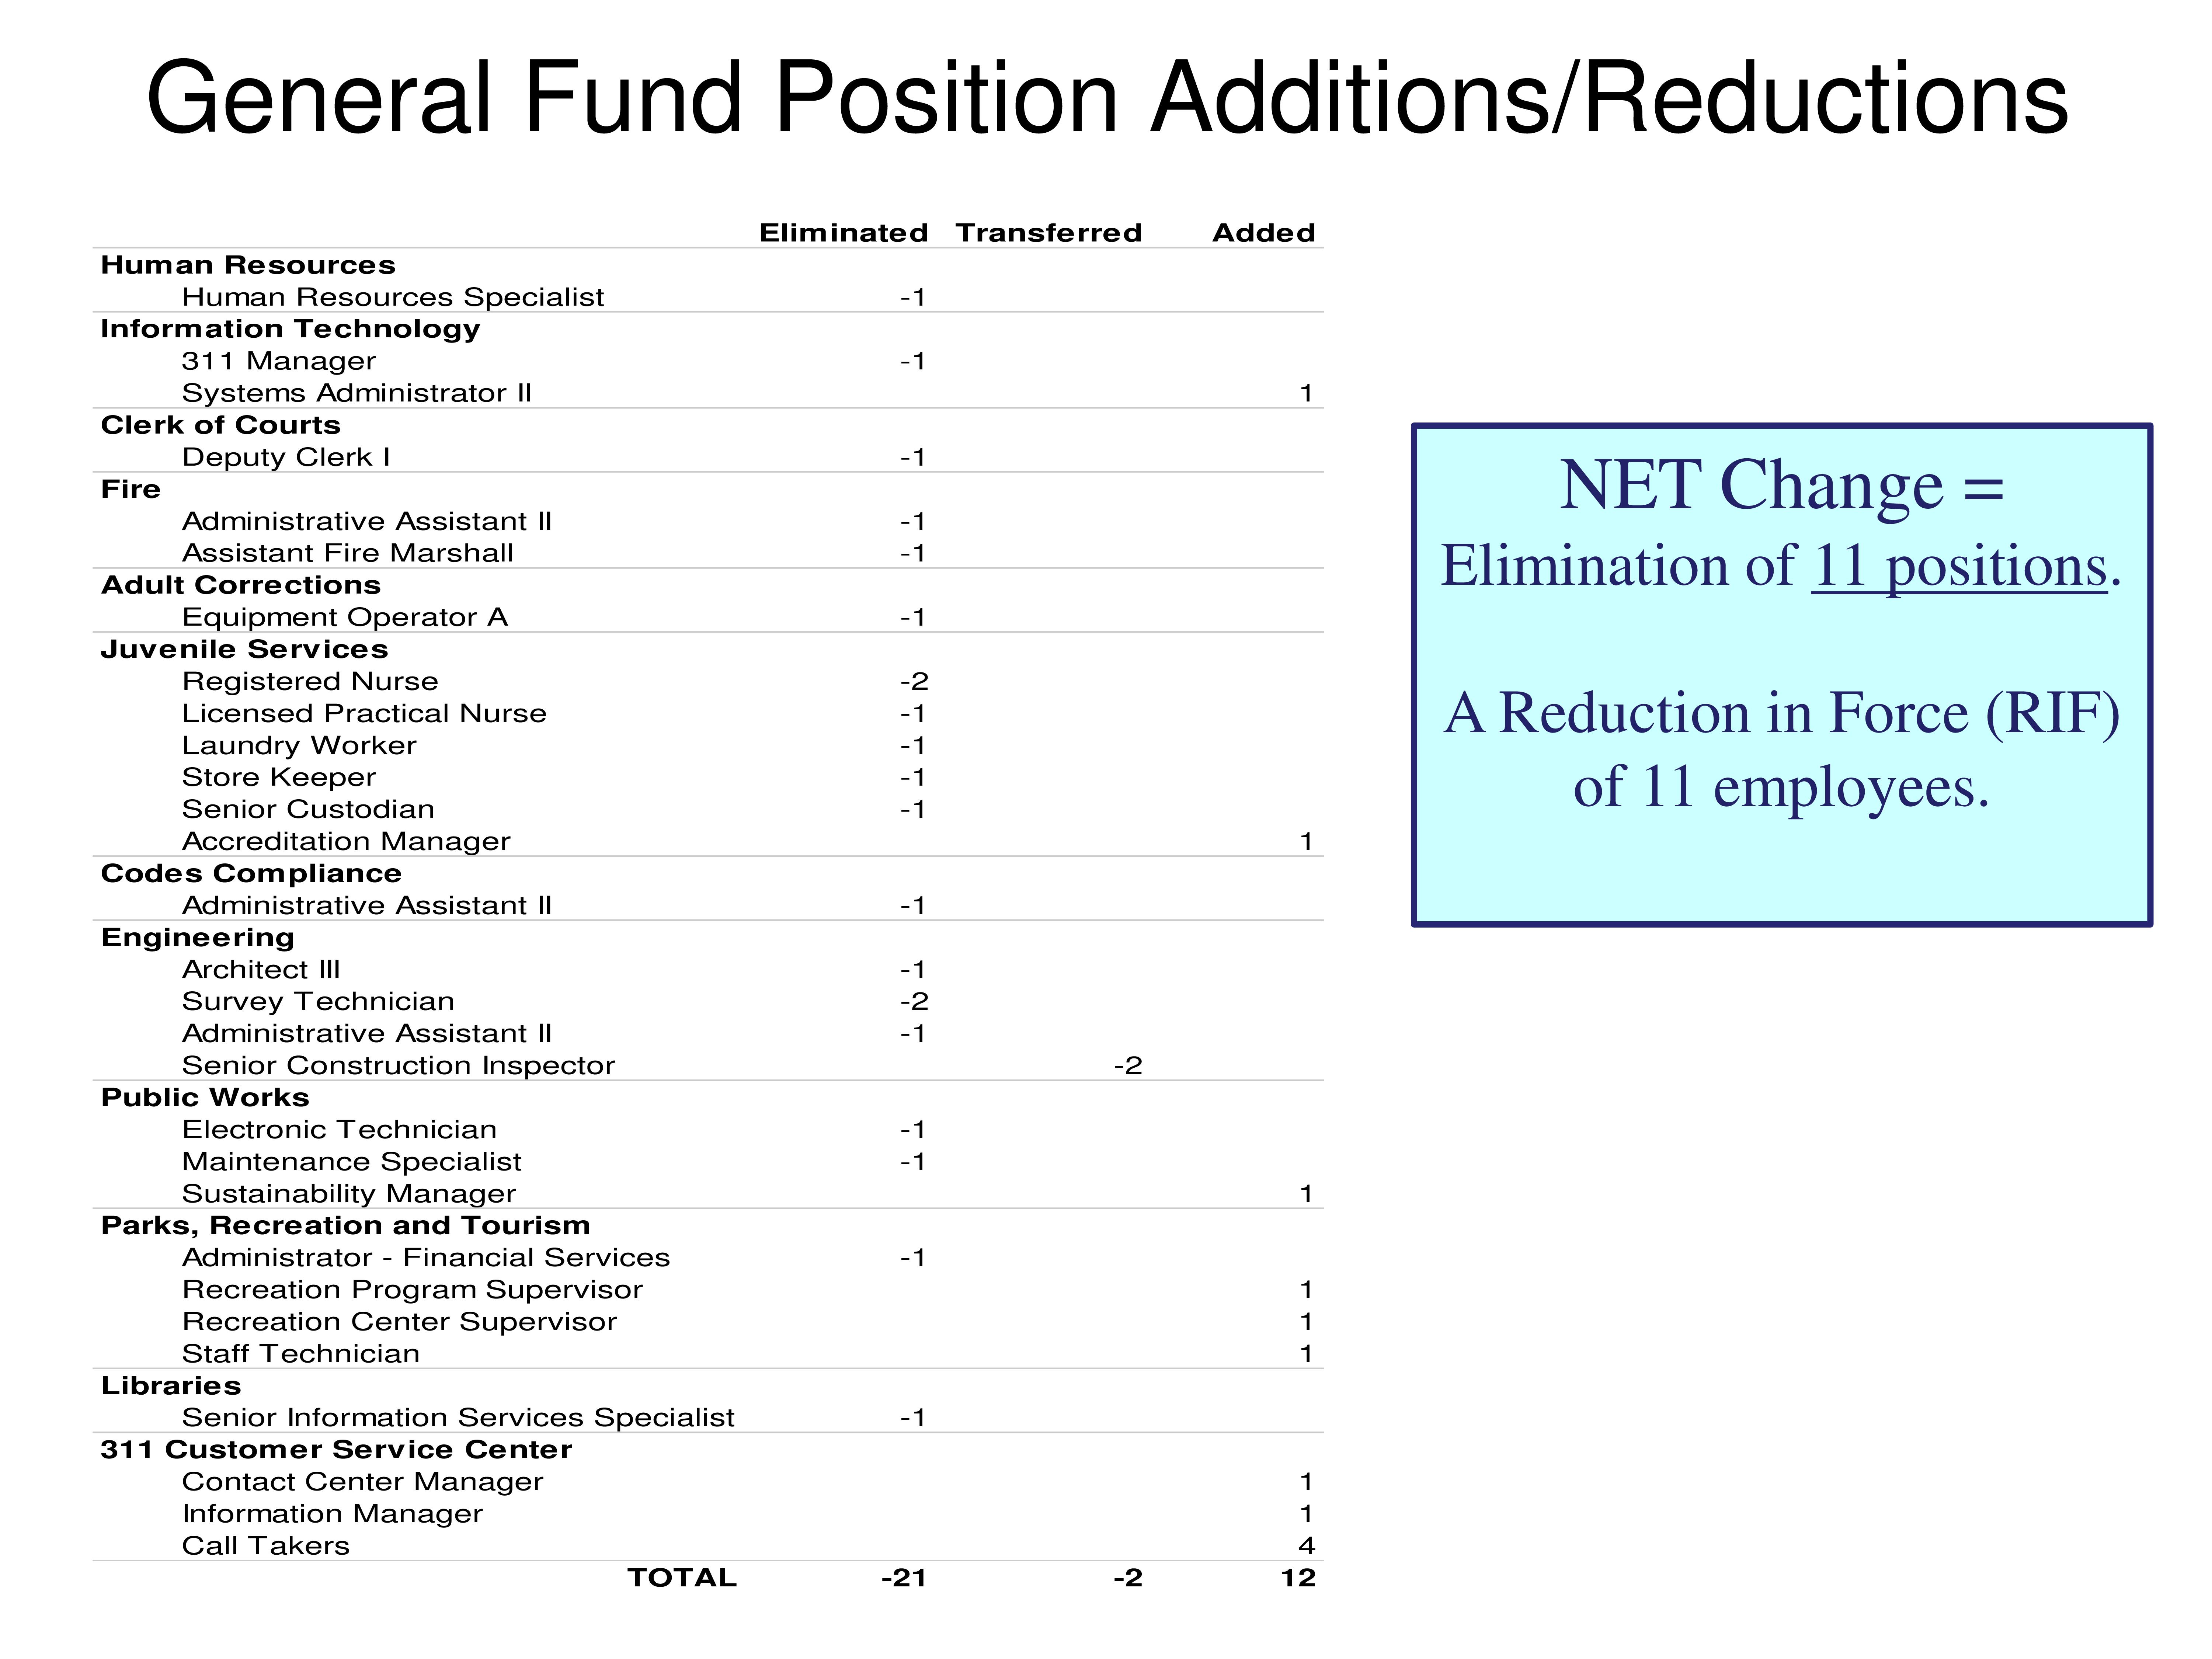 General Fund Position Additions/Reductions
Eliminated Transferred Added
Human Resources
Human Resources Specialist -1
Information Technology
311 Manager -1
Systems Administrator II 1
Clerk of Courts
Deputy Clerk I -1
Fire
Administrative Assistant II -1
Assistant Fire Marshall -1
Adult Corrections
Equipment Operator A -1
Juvenile Services
Registered Nurse -2
Licensed Practical Nurse -1
Laundry Worker -1
Store Keeper -1
Senior Custodian -1
Accreditation Manager 1
Codes Compliance
Administrative Assistant II -1
Engineering
Architect III -1
Survey Technician -2
Administrative Assistant II -1
Senior Construction Inspector -2
Public Works
Electronic Technician -1
Maintenance Specialist -1
Sustainability Manager 1
Parks, Recreation and Tourism
Administrator - Financial Services -1
Recreation Program Supervisor 1
Recreation Center Supervisor 1
Staff Technician 1
Libraries
Senior Information Services Specialist -1
311 Customer Service Center
Contact Center Manager 1
Information Manager 1
Call Takers 4
TOTAL -21 -2 12
NET Change =
Elimination of 11 positions.
A Reduction in Force (RIF)
of 11 employees.